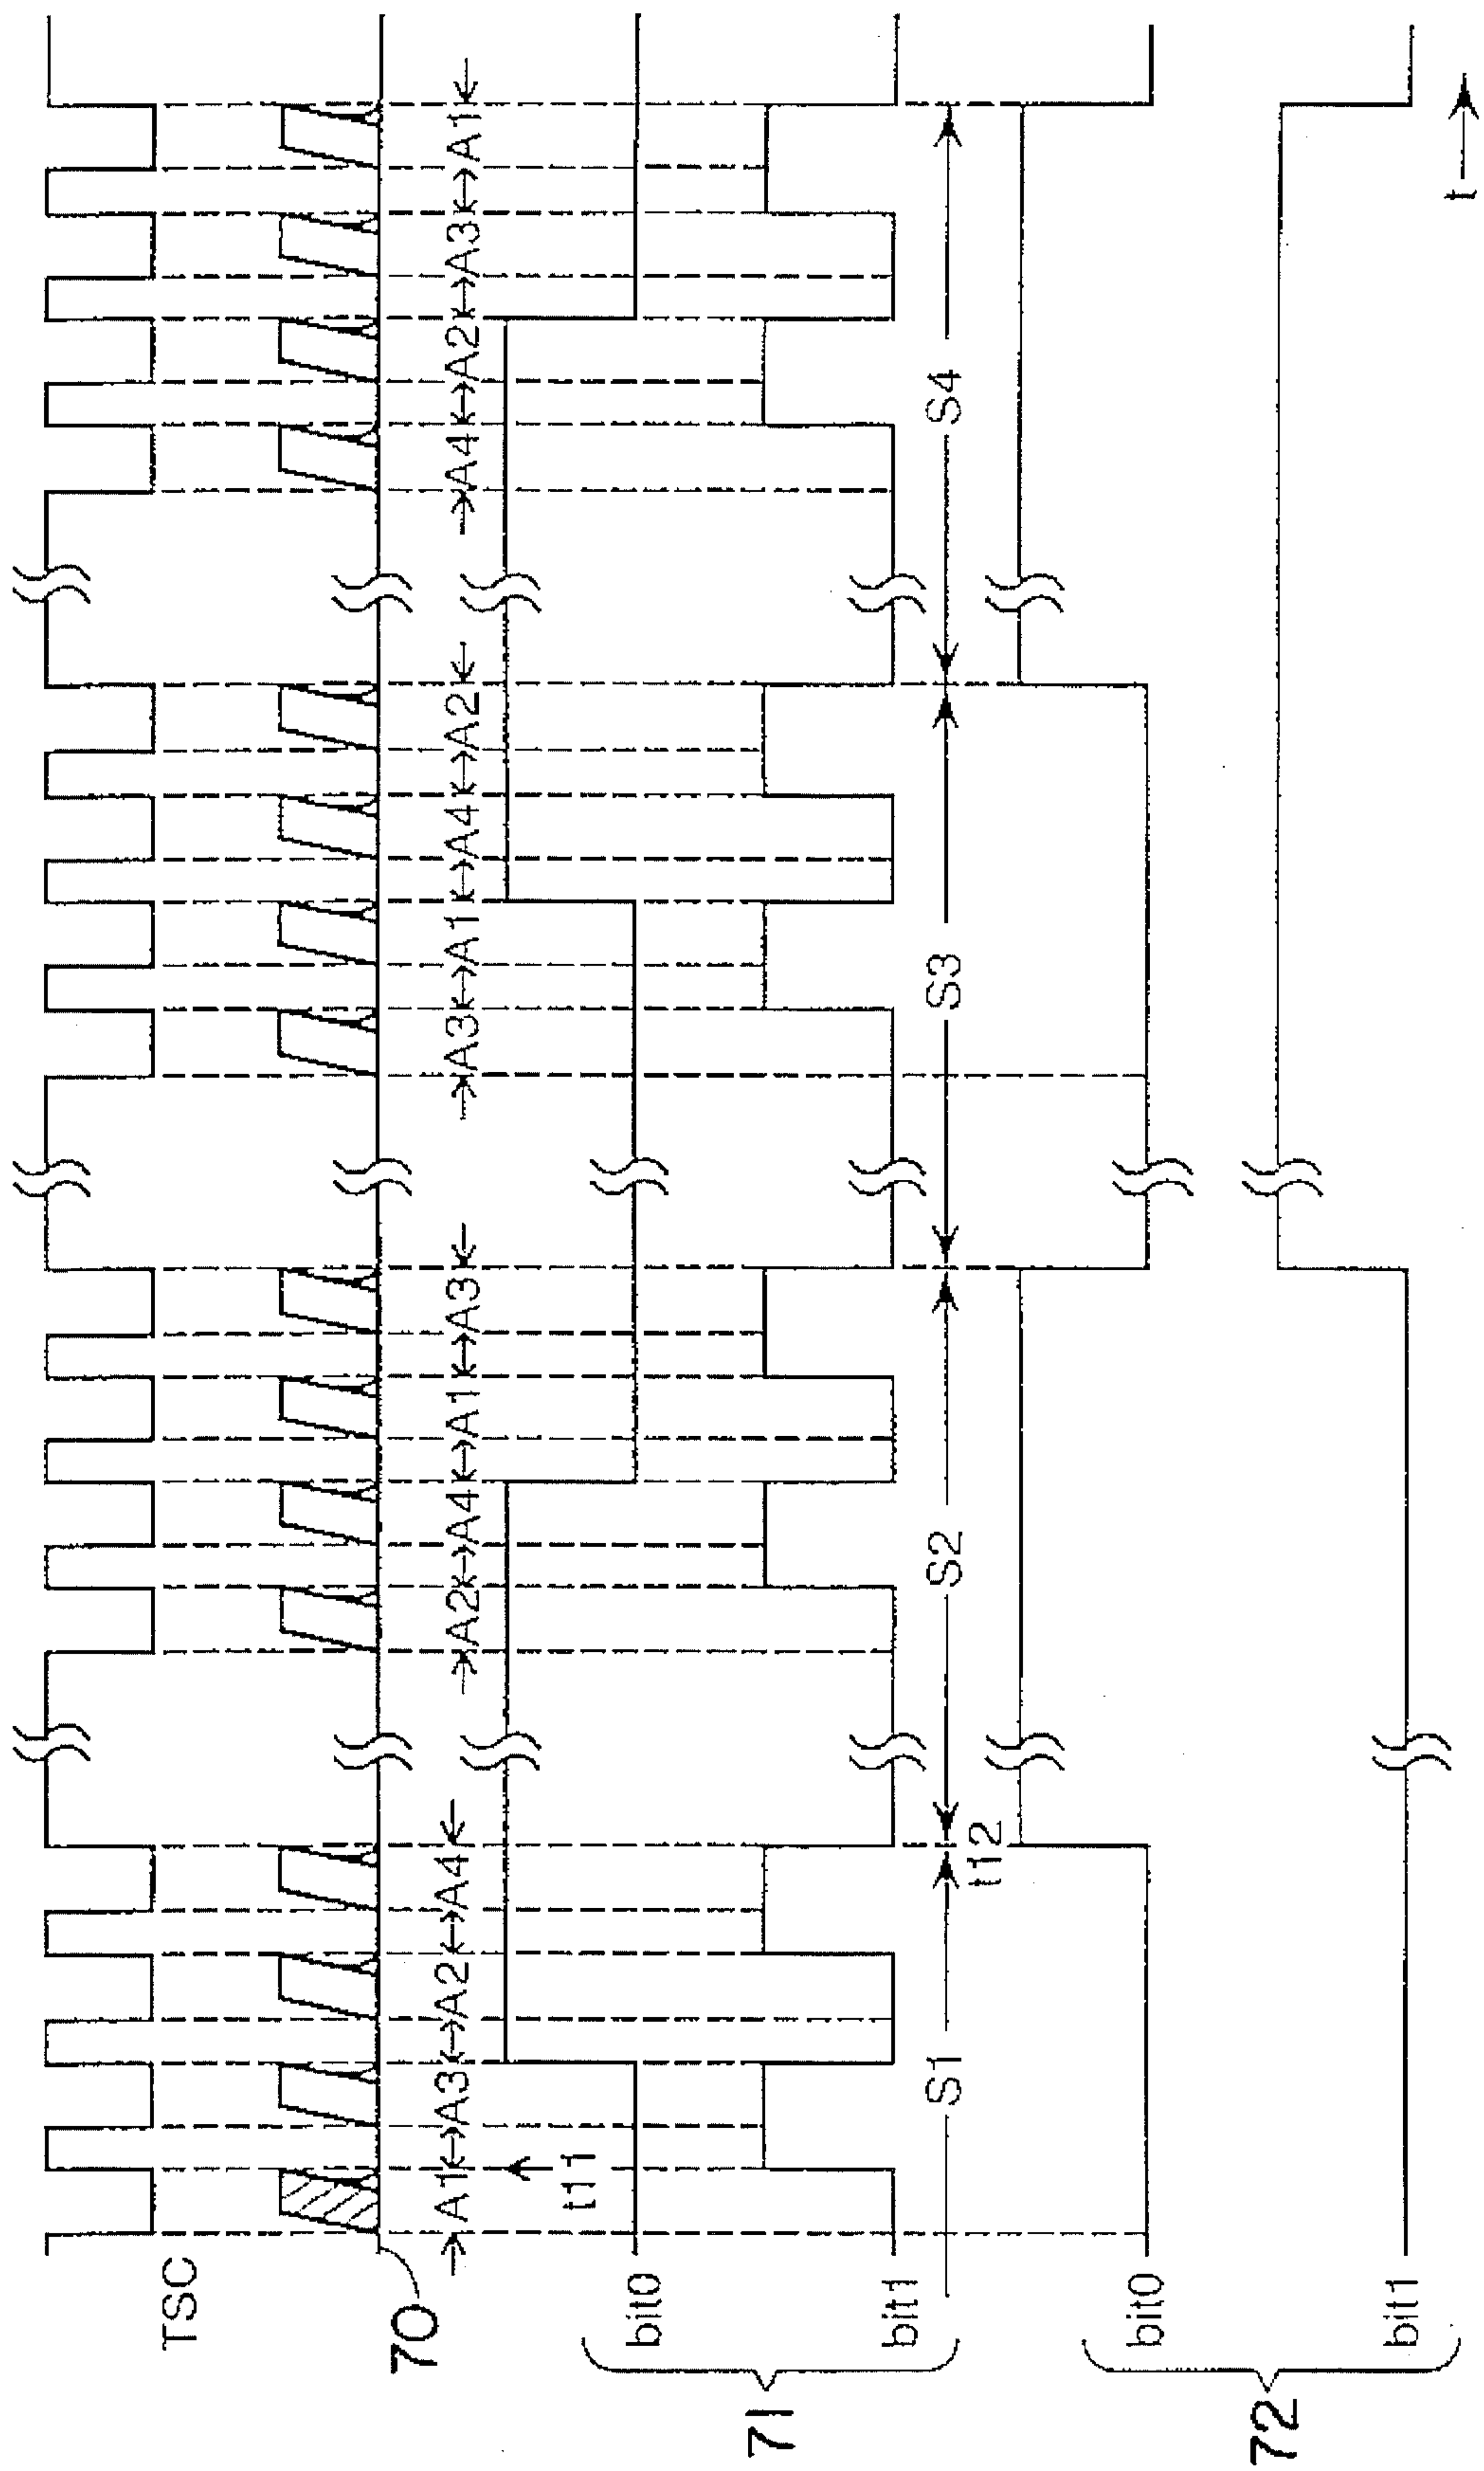 TSC
70
A1 A3 A2 A4 A2 A4 A1 A3 A3 A1 A4 A2 A4 A2 A3 A1
t11
71
bit0
bit1
S1 S2 S3 S4
t12
72
bit0
bit1
t